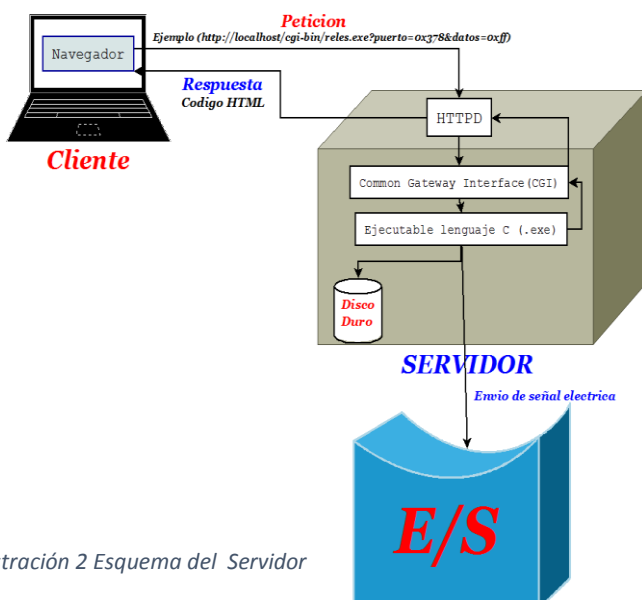 Peticion
Ejemplo (http://localhost/cgi-bin/reles.exe?puerto=0x378&datos=0xff)
Navegador
Respuesta
Codigo HTML
Cliente
HTTPD
Common Gateway Interface(CGI)
Ejecutable lenguaje C (.exe)
Disco
Duro
SERVIDOR
Envio de señal electrica
E/S
stración 2 Esquema del Servidor